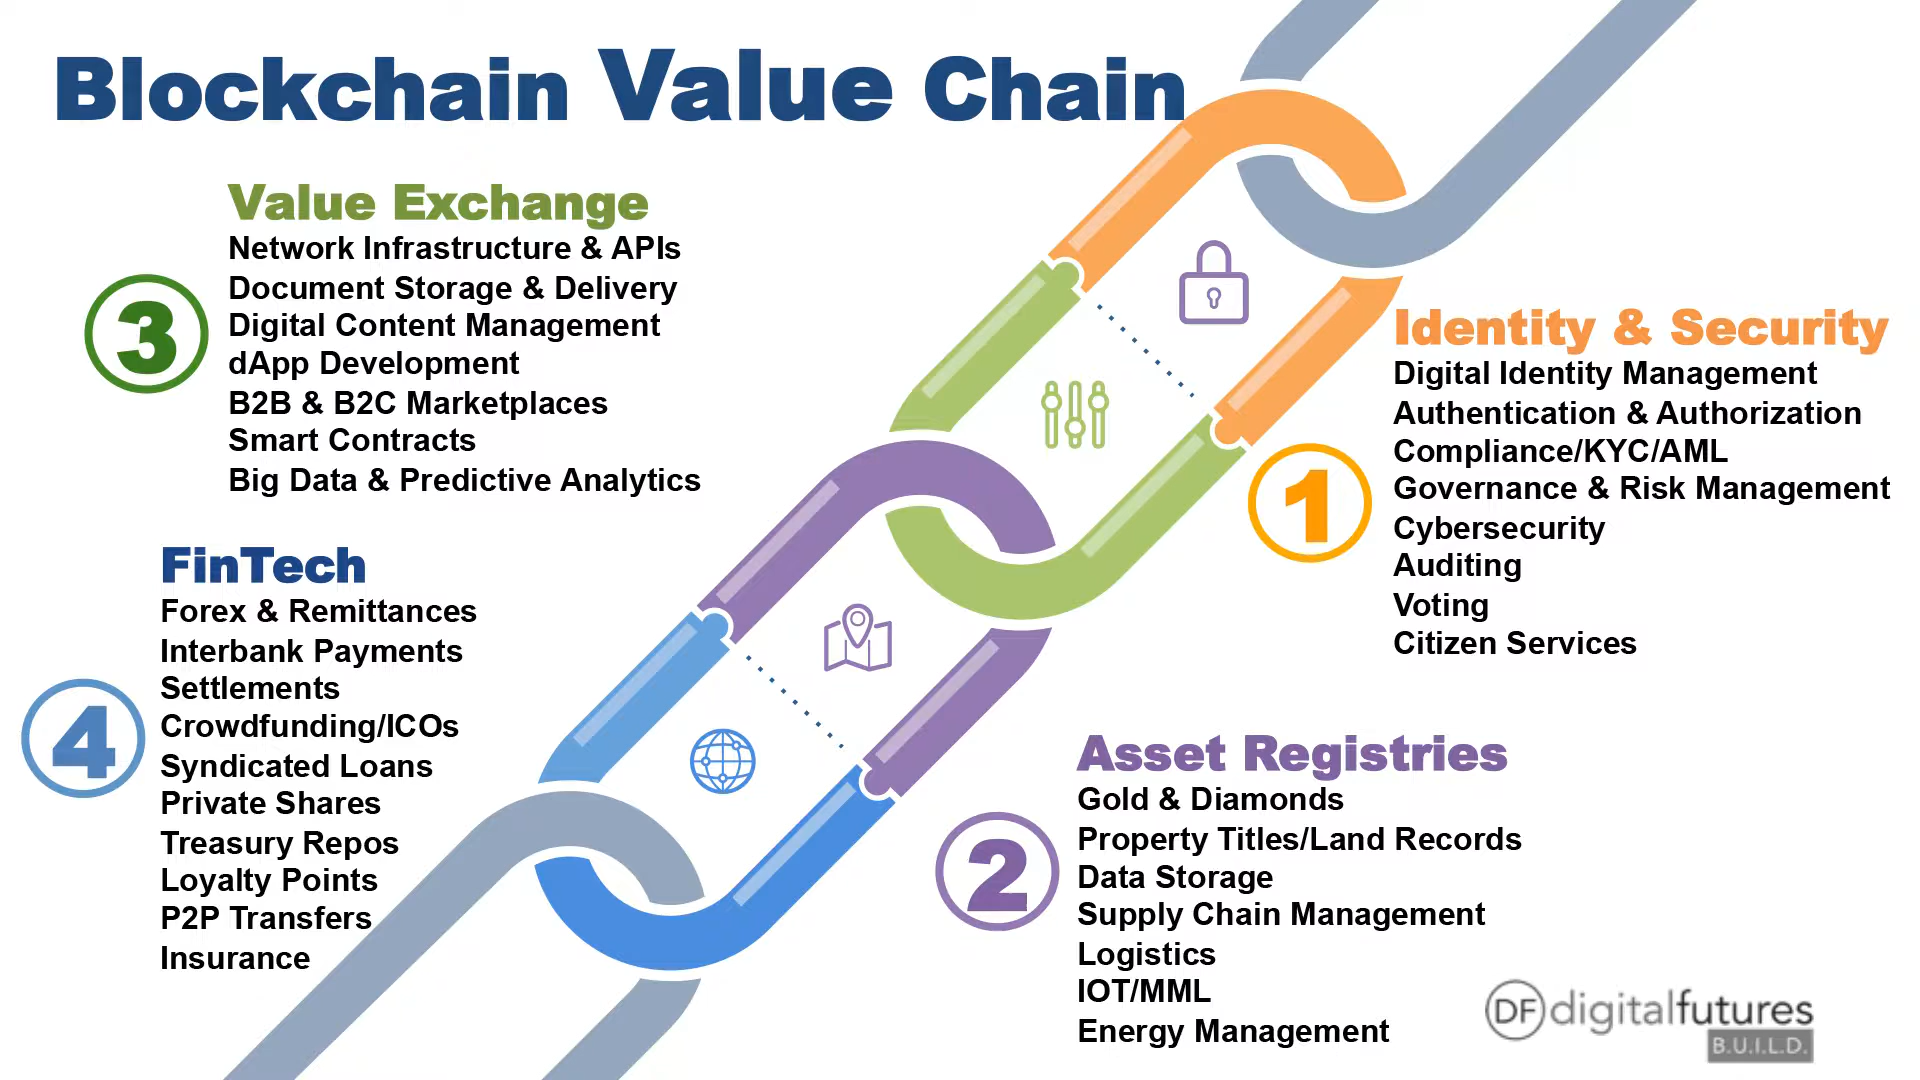 Blockchain Value Chain
Value Exchange
Network Infrastructure & APIs
Document Storage & Delivery
Digital Content Management
dApp Development
B2B & B2C Marketplaces
Smart Contracts
Big Data & Predictive Analytics
3
Identity & Security
Digital Identity Management
Authentication & Authorization
Compliance/KYC/AML
Governance & Risk Management
Cybersecurity
Auditing
Voting
Citizen Services
1
FinTech
Forex & Remittances
Interbank Payments
Settlements
Crowdfunding/ICOs
Syndicated Loans
Private Shares
Treasury Repos
Loyalty Points
P2P Transfers
Insurance
4
Asset Registries
Gold & Diamonds
Property Titles/Land Records
Data Storage
Supply Chain Management
Logistics
IOT/MML
Energy Management
2
DF digitalfutures
B.U.I.L.D.